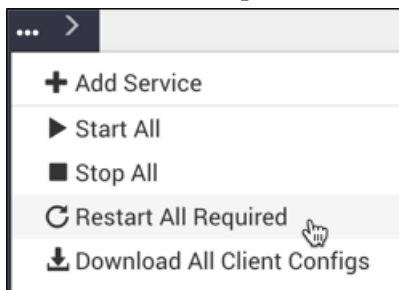 ...
Add Service
Start All
Stop All
Restart All Required
Download All Client Configs